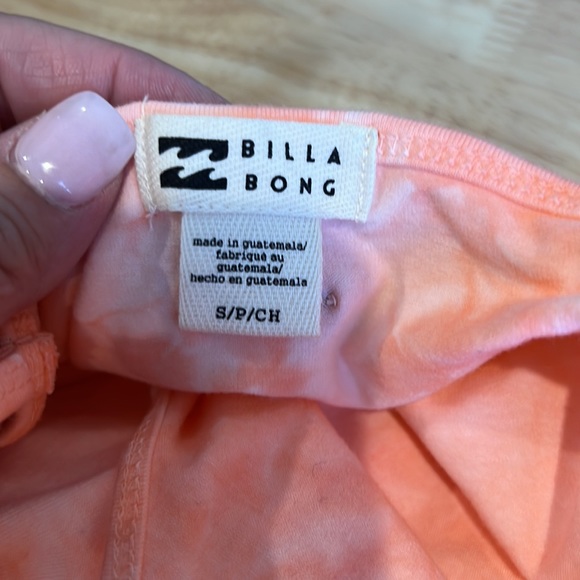 BILLA
BONG
made in guatemala/
fabriqué au
guatemala/
hecho en guatemala
S/P/CH